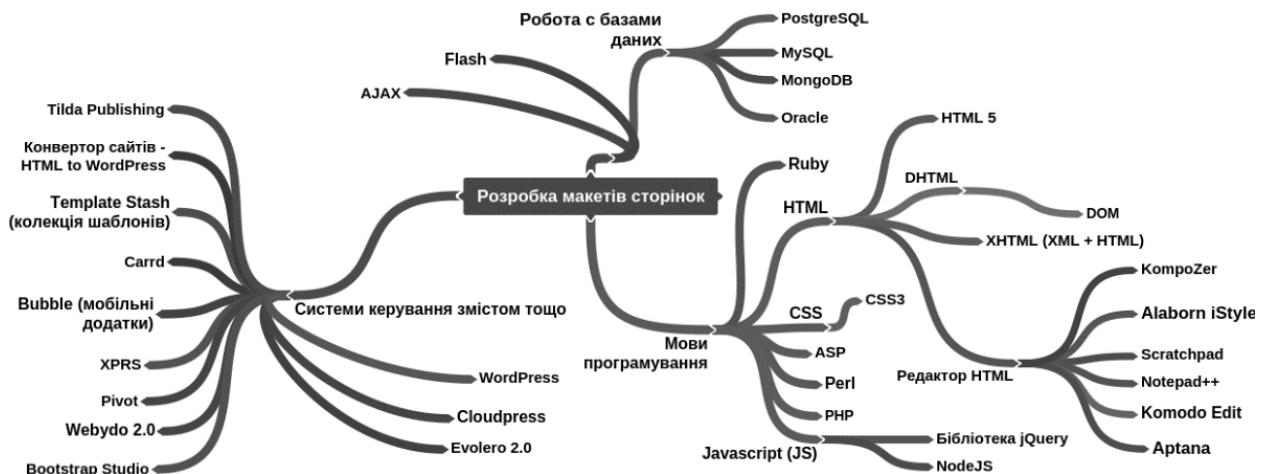 Розробка макетів сторінок
Робота с базами
даних
PostgreSQL
MySQL
MongoDB
Oracle
Flash
AJAX
Tilda Publishing
Конвертор сайтів -
HTML to WordPress
Template Stash
(колекція шаблонів)
Carrd
Bubble (мобільні
додатки)
XPRS
Pivot
Webydo 2.0
Bootstrap Studio
Системи керування змістом тощо
WordPress
Cloudpress
Evolero 2.0
Мови
програмування
Ruby
HTML
HTML 5
DHTML
DOM
XHTML (XML + HTML)
Редактор HTML
KompoZer
Alaborn iStyle
Scratchpad
Notepad++
Komodo Edit
Aptana
CSS
CSS3
ASP
Perl
PHP
Javascript (JS)
Бібліотека jQuery
NodeJS